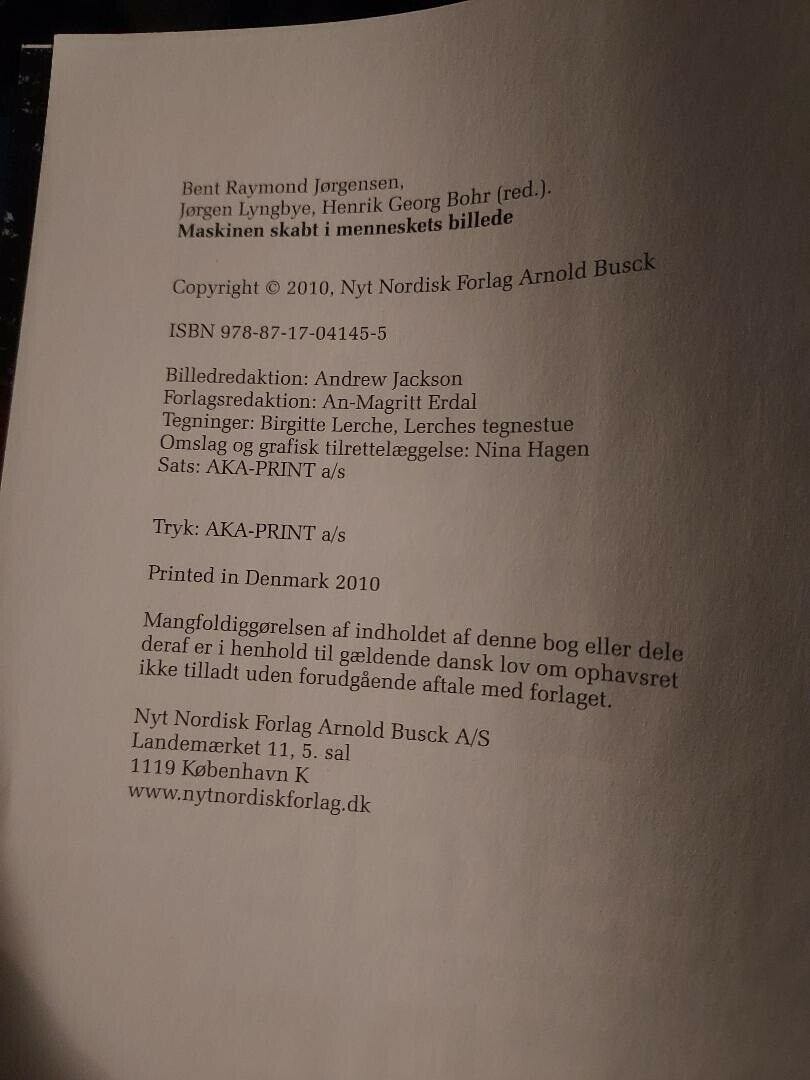 Bent Raymond Jørgensen,
Jørgen Lyngbye, Henrik Georg Bohr (red.).
Maskinen skabt i menneskets billede
Copyright © 2010, Nyt Nordisk Forlag Arnold Busck
ISBN 978-87-17-04145-5
Billedredaktion: Andrew Jackson
Forlagsredaktion: An-Magritt Erdal
Tegninger: Birgitte Lerche, Lerches tegnestue
Omslag og grafisk tilrettelæggelse: Nina Hagen
Sats: AKA-PRINT a/s
Tryk: AKA-PRINT a/s
Printed in Denmark 2010
Mangfoldiggørelsen af indholdet af denne bog eller dele
deraf er i henhold til gældende dansk lov om ophavsret
ikke tilladt uden forudgående aftale med forlaget.
Nyt Nordisk Forlag Arnold Busck A/S
Landemærket 11, 5. sal
1119 København K
www.nytnordiskforlag.dk